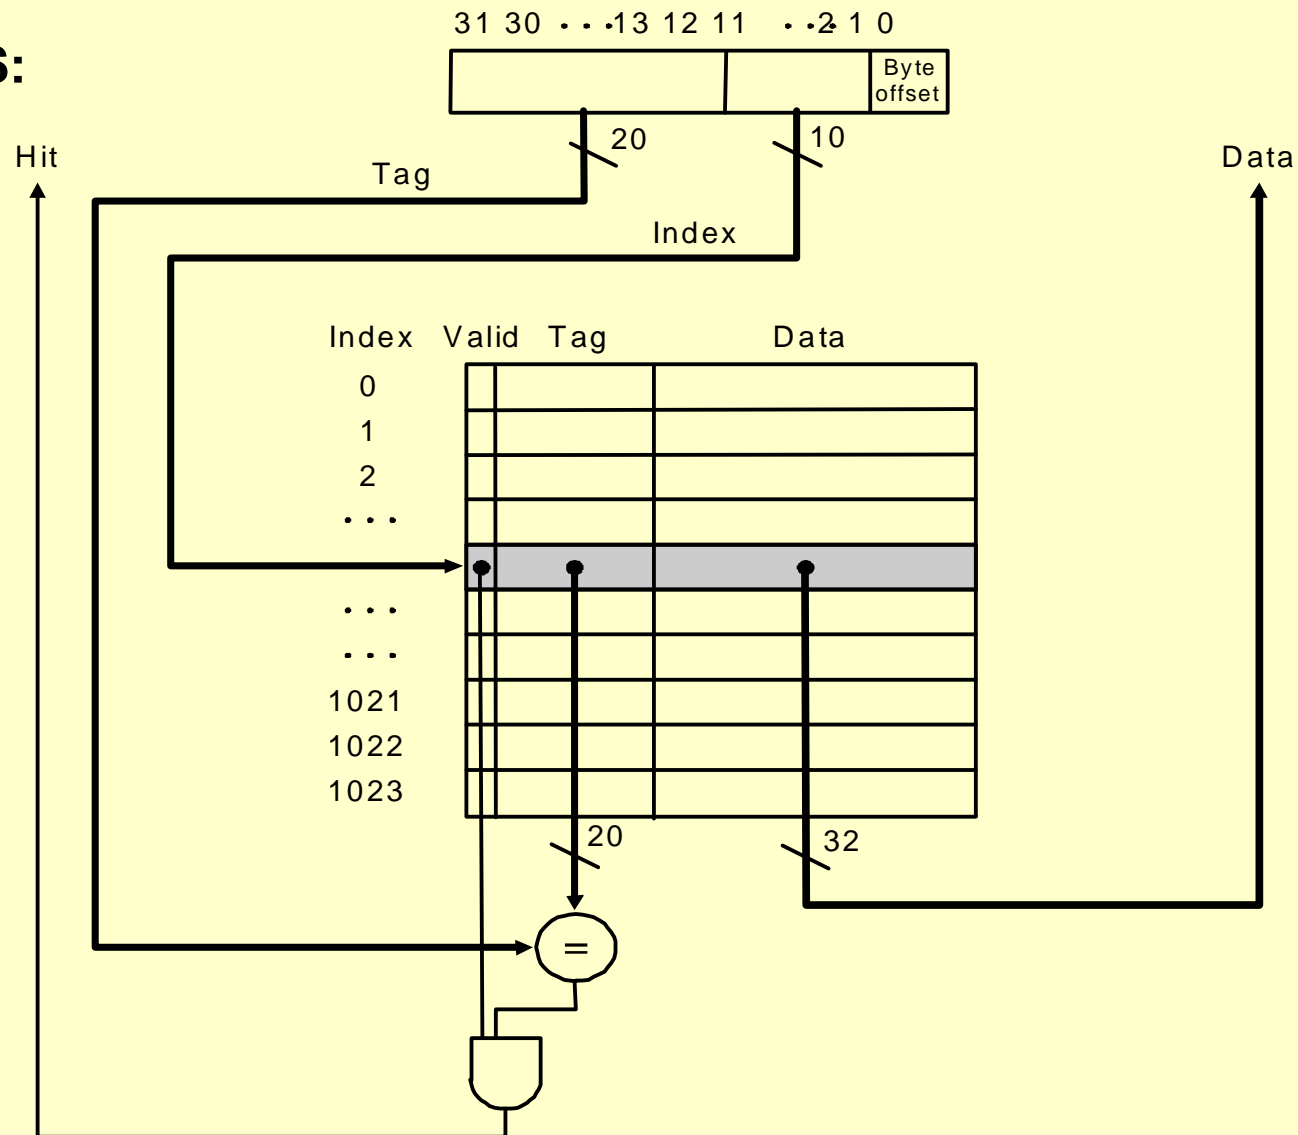 31 30 · · · 13 12 11 · · · 2 1 0
Byte
offset
S:
20
10
Hit
Data
Tag
Index
Index Valid Tag Data
0
1
2
· · ·
· · ·
· · ·
1021
1022
1023
20
32
=